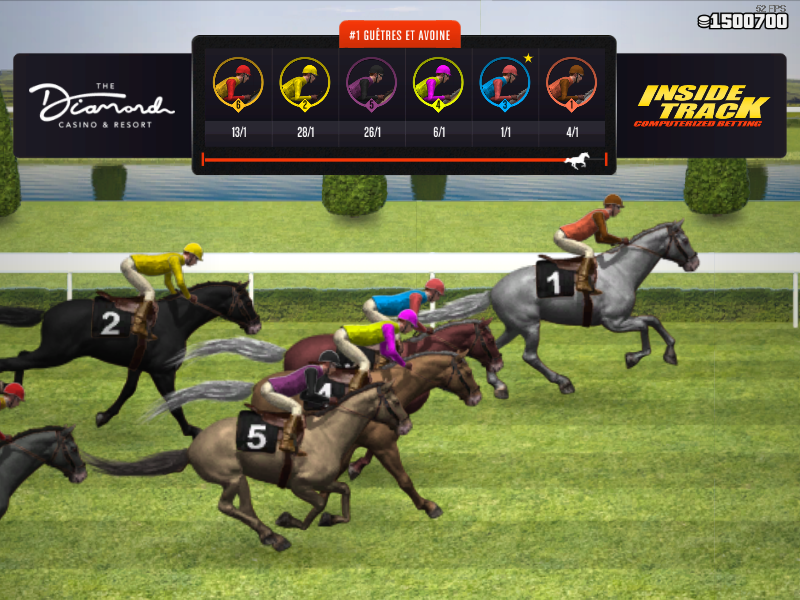 52 FPS
1500700
#1 GUÊTRES ET AVOINE
THE
Diamond
CASINO & RESORT
6 2 5 4 3 1
13/1 28/1 26/1 6/1 1/1 4/1
INSIDE
TRACK
COMPUTERIZED BETTING
1
2
4
5